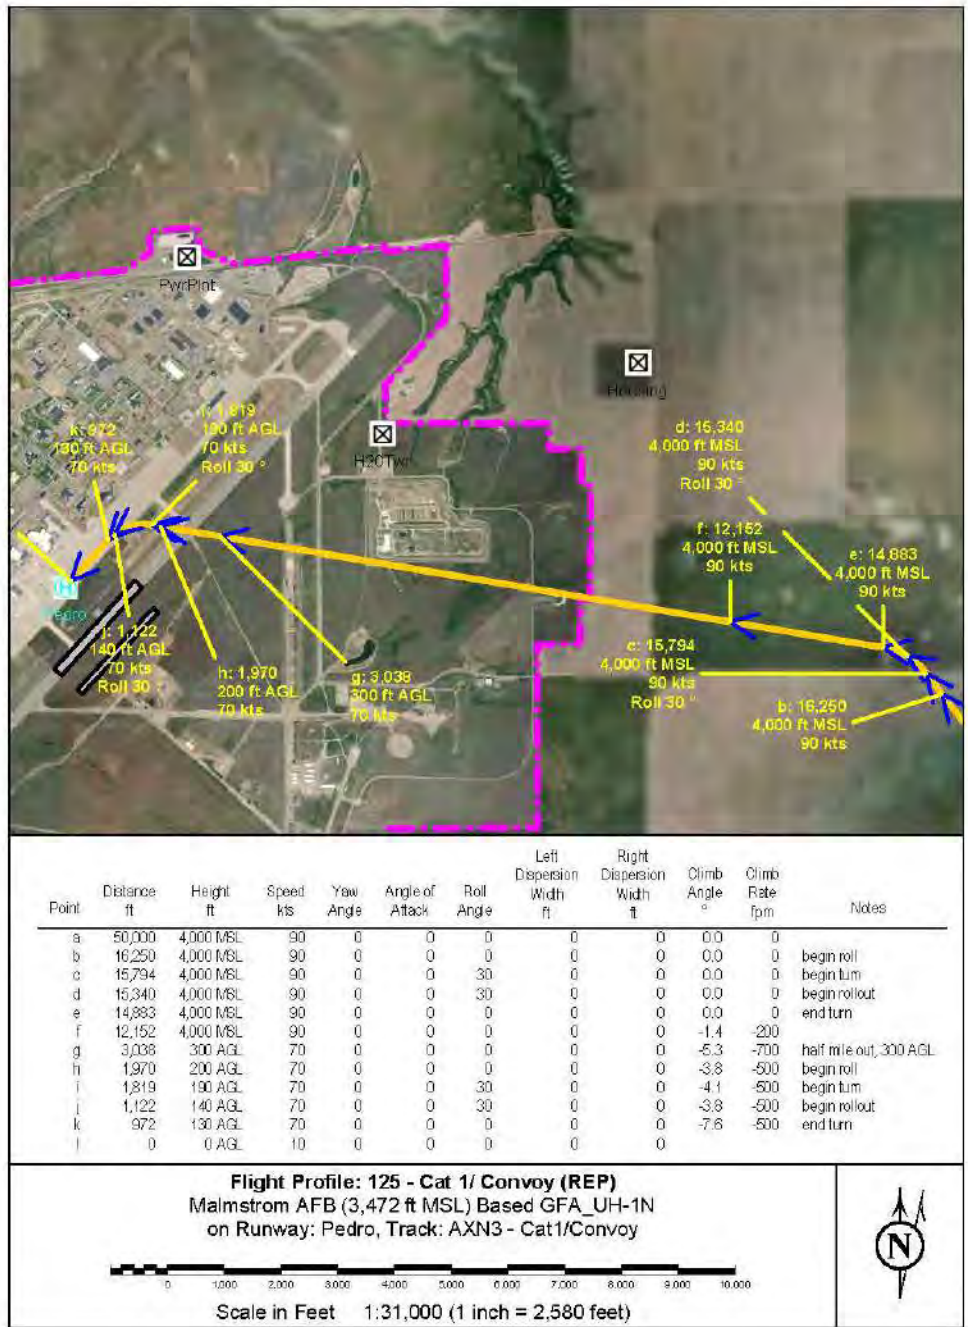 PwrPlnt
Housing
H20Twr
k: 972
130 ft AGL
70 kts
i: 1,819
190 ft AGL
70 kts
Roll 30 °
d: 15,340
4,000 ft MSL
90 kts
Roll 30 °
f: 12,152
4,000 ft MSL
90 kts
e: 14,883
4,000 ft MSL
90 kts
(H)
Pedro
j: 1,122
140 ft AGL
70 kts
Roll 30 °
h: 1,970
200 ft AGL
70 kts
g: 3,038
300 ft AGL
70 kts
c: 15,794
4,000 ft MSL
90 kts
Roll 30 °
b: 16,250
4,000 ft MSL
90 kts
Point Distance ft Height ft Speed kts Yaw Angle Angle of Attack Roll Angle Left Dispersion Width ft Right Dispersion Width ft Climb Angle ° Climb Rate fpm Notes
a 50,000 4,000 MSL 90 0 0 0 0 0 0.0 0
b 16,250 4,000 MSL 90 0 0 0 0 0 0.0 0 begin roll
c 15,794 4,000 MSL 90 0 0 30 0 0 0.0 0 begin turn
d 15,340 4,000 MSL 90 0 0 30 0 0 0.0 0 begin rollout
e 14,883 4,000 MSL 90 0 0 0 0 0 0.0 0 end turn
f 12,152 4,000 MSL 90 0 0 0 0 0 -1.4 -200
g 3,038 300 AGL 70 0 0 0 0 0 -5.3 -700 half mile out, 300 AGL
h 1,970 200 AGL 70 0 0 0 0 0 -3.8 -500 begin roll
i 1,819 190 AGL 70 0 0 30 0 0 -4.1 -500 begin turn
j 1,122 140 AGL 70 0 0 30 0 0 -3.8 -500 begin rollout
k 972 130 AGL 70 0 0 0 0 0 -7.6 -500 end turn
l 0 0 AGL 10 0 0 0 0 0
Flight Profile: 125 - Cat 1/ Convoy (REP)
Malmstrom AFB (3,472 ft MSL) Based GFA_UH-1N
on Runway: Pedro, Track: AXN3 - Cat1/Convoy
0 1,000 2,000 3,000 4,000 5,000 6,000 7,000 8,000 9,000 10,000
Scale in Feet 1:31,000 (1 inch = 2,580 feet)
N